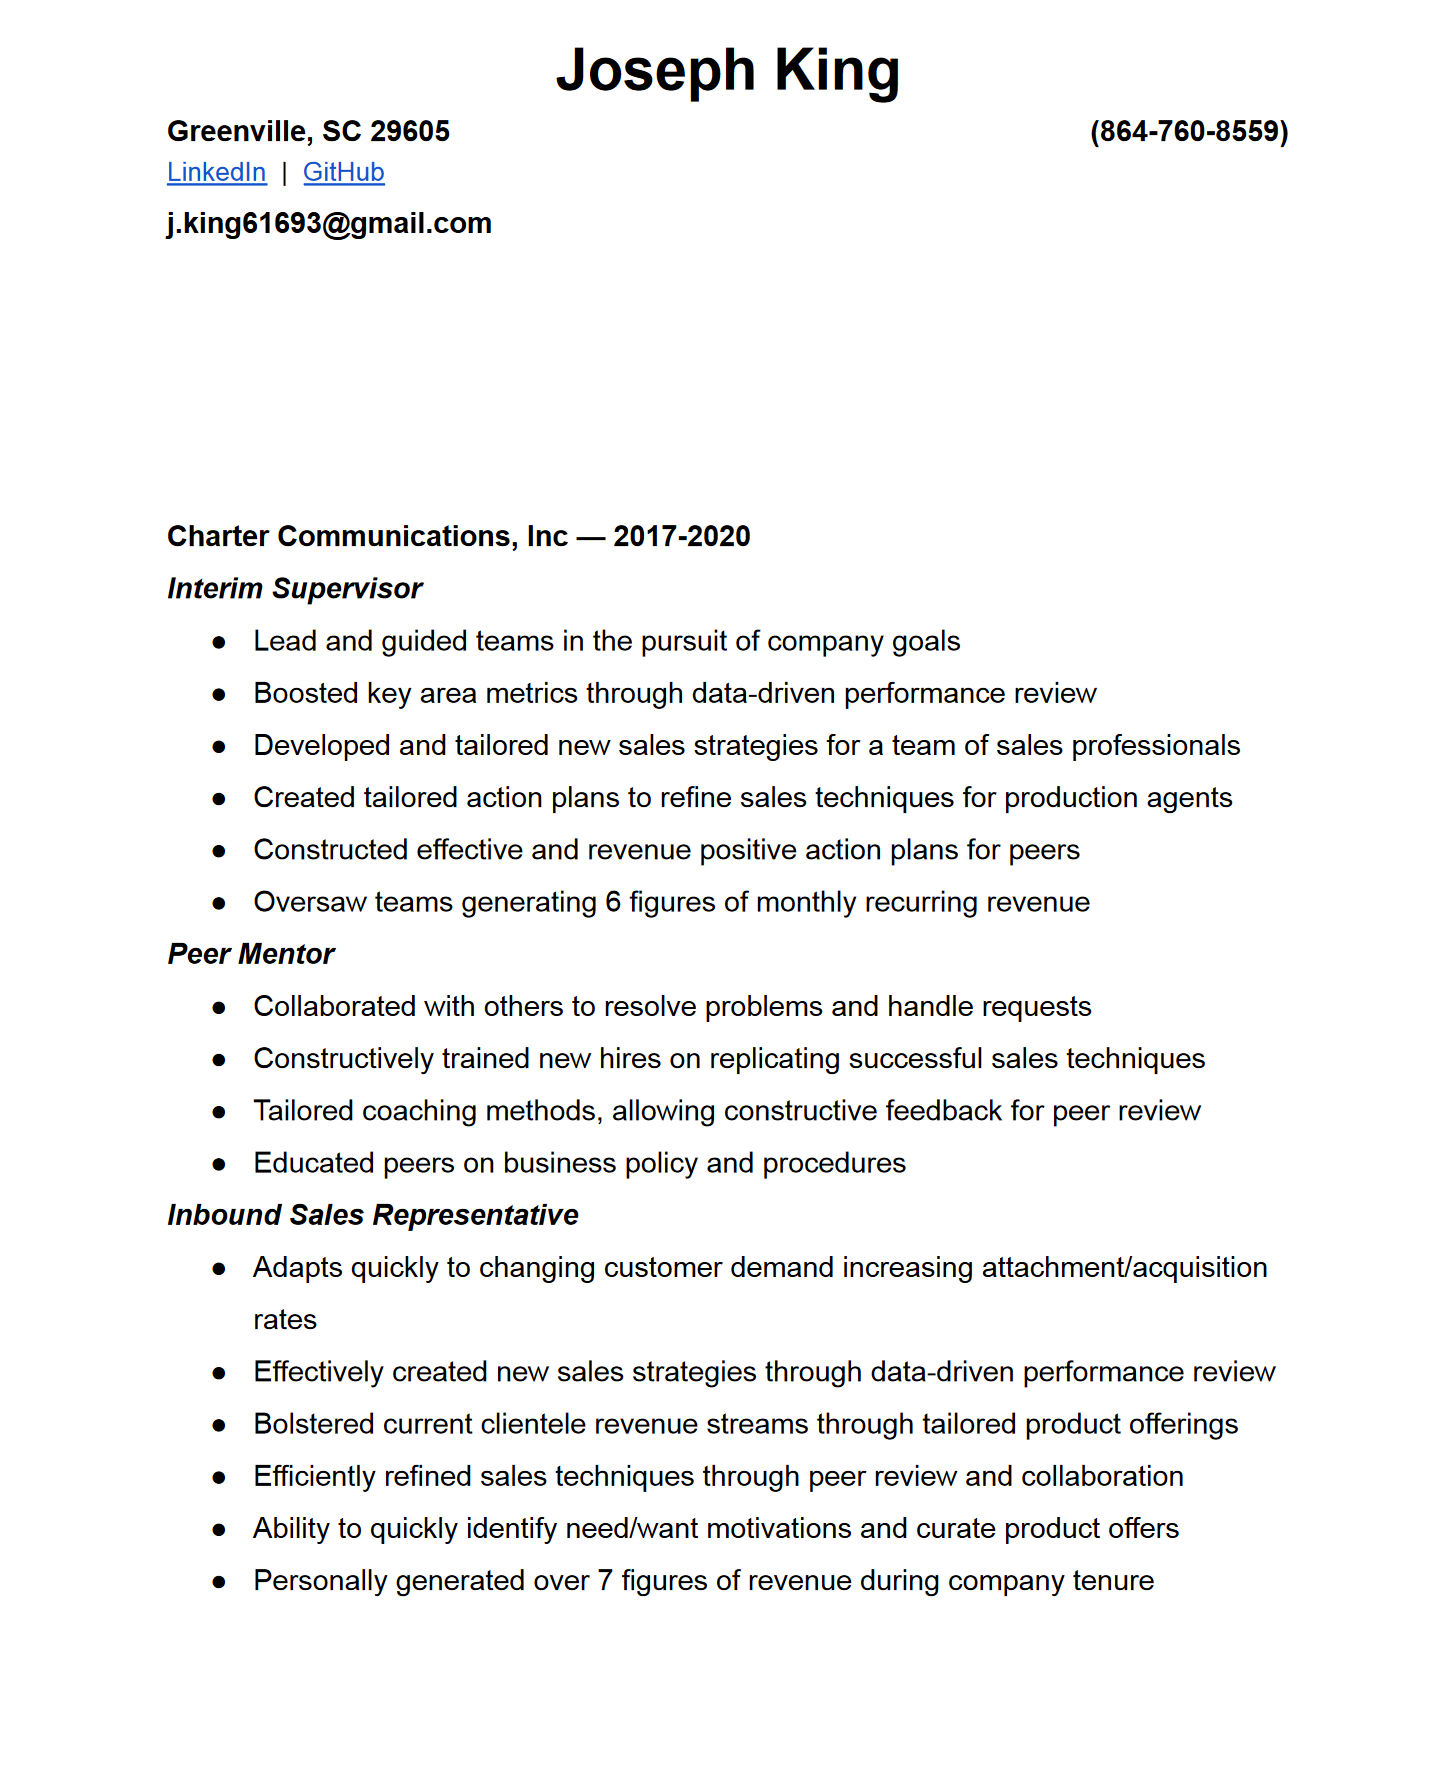 Joseph King
Greenville, SC 29605 (864-760-8559)
LinkedIn | GitHub
j.king61693@gmail.com
Charter Communications, Inc — 2017-2020
Interim Supervisor
● Lead and guided teams in the pursuit of company goals
● Boosted key area metrics through data-driven performance review
● Developed and tailored new sales strategies for a team of sales professionals
● Created tailored action plans to refine sales techniques for production agents
● Constructed effective and revenue positive action plans for peers
● Oversaw teams generating 6 figures of monthly recurring revenue
Peer Mentor
● Collaborated with others to resolve problems and handle requests
● Constructively trained new hires on replicating successful sales techniques
● Tailored coaching methods, allowing constructive feedback for peer review
● Educated peers on business policy and procedures
Inbound Sales Representative
● Adapts quickly to changing customer demand increasing attachment/acquisition
rates
● Effectively created new sales strategies through data-driven performance review
● Bolstered current clientele revenue streams through tailored product offerings
● Efficiently refined sales techniques through peer review and collaboration
● Ability to quickly identify need/want motivations and curate product offers
● Personally generated over 7 figures of revenue during company tenure